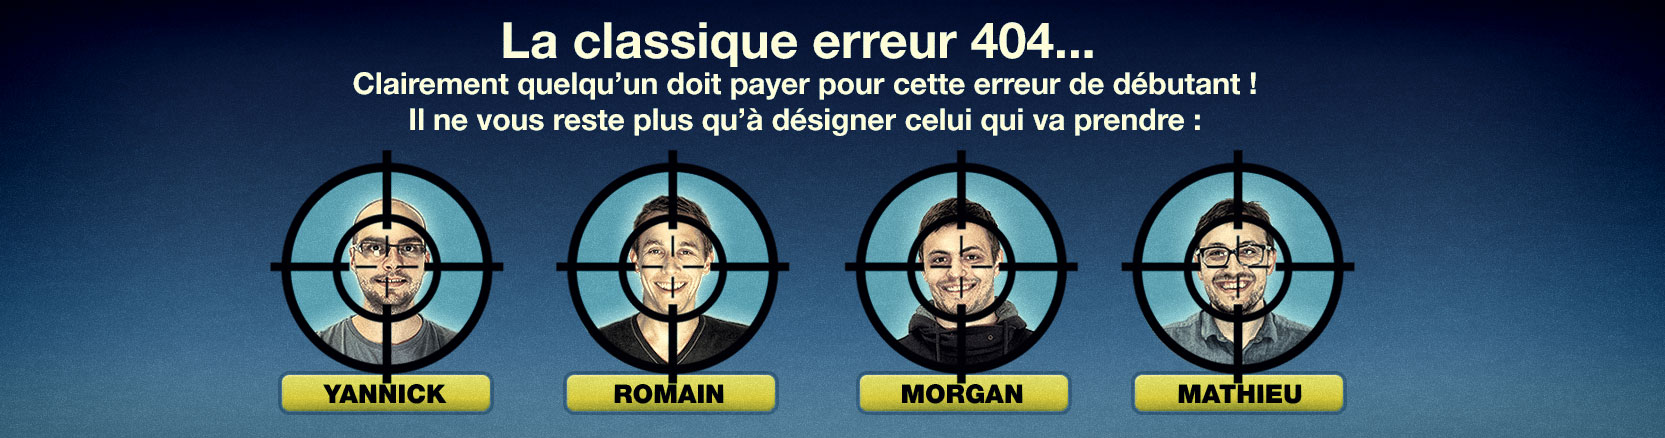 La classique erreur 404...
Clairement quelqu’un doit payer pour cette erreur de débutant !
Il ne vous reste plus qu’à désigner celui qui va prendre :
YANNICK ROMAIN MORGAN MATHIEU